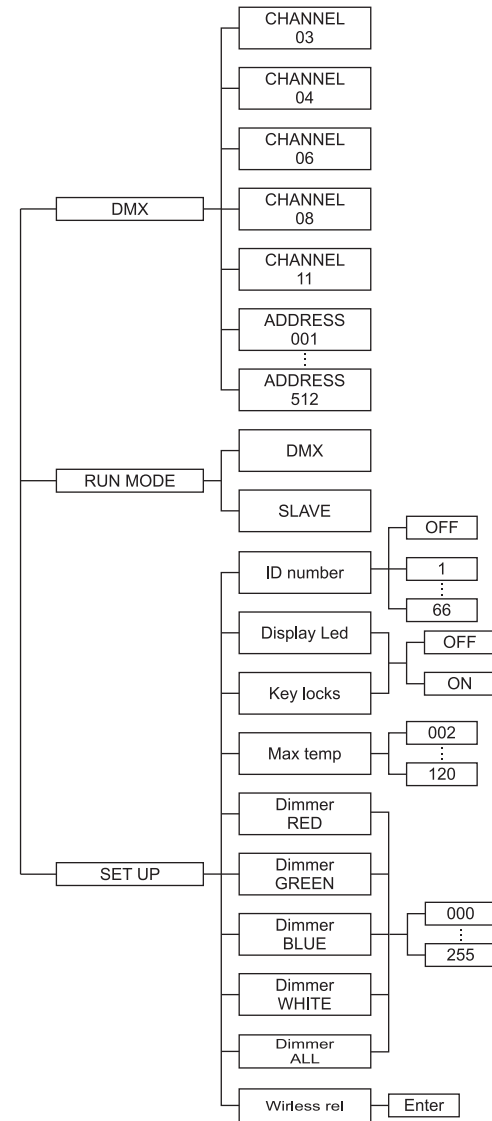 CHANNEL
03
CHANNEL
04
CHANNEL
06
DMX
CHANNEL
08
CHANNEL
11
ADDRESS
001
ADDRESS
512
RUN MODE
DMX
SLAVE
SET UP
ID number
OFF
1
66
Display Led
Key locks
OFF
ON
Max temp
002
120
Dimmer
RED
Dimmer
GREEN
Dimmer
BLUE
Dimmer
WHITE
Dimmer
ALL
000
255
Wirless rel
Enter